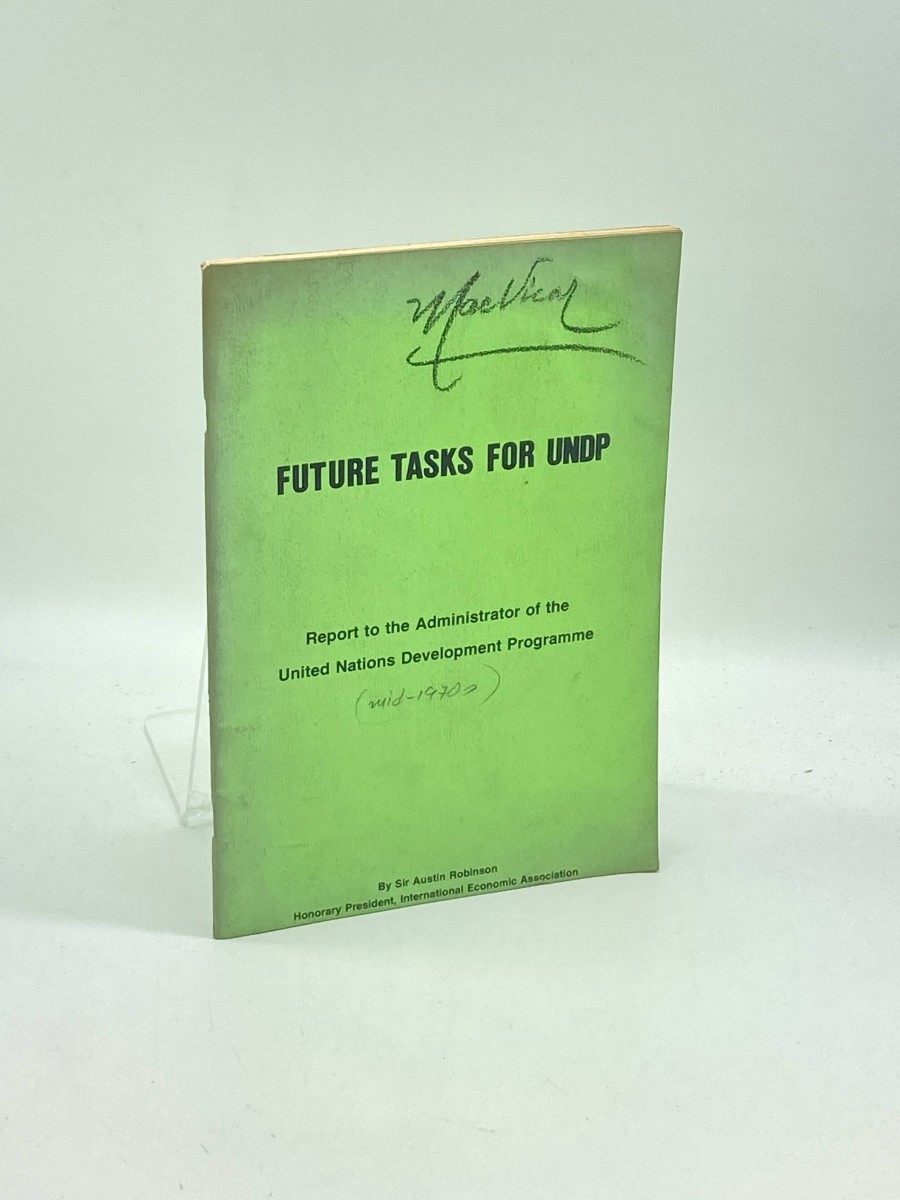 MacVicar
FUTURE TASKS FOR UNDP
Report to the Administrator of the
United Nations Development Programme
(mid-1970s)
By Sir Austin Robinson
Honorary President, International Economic Association